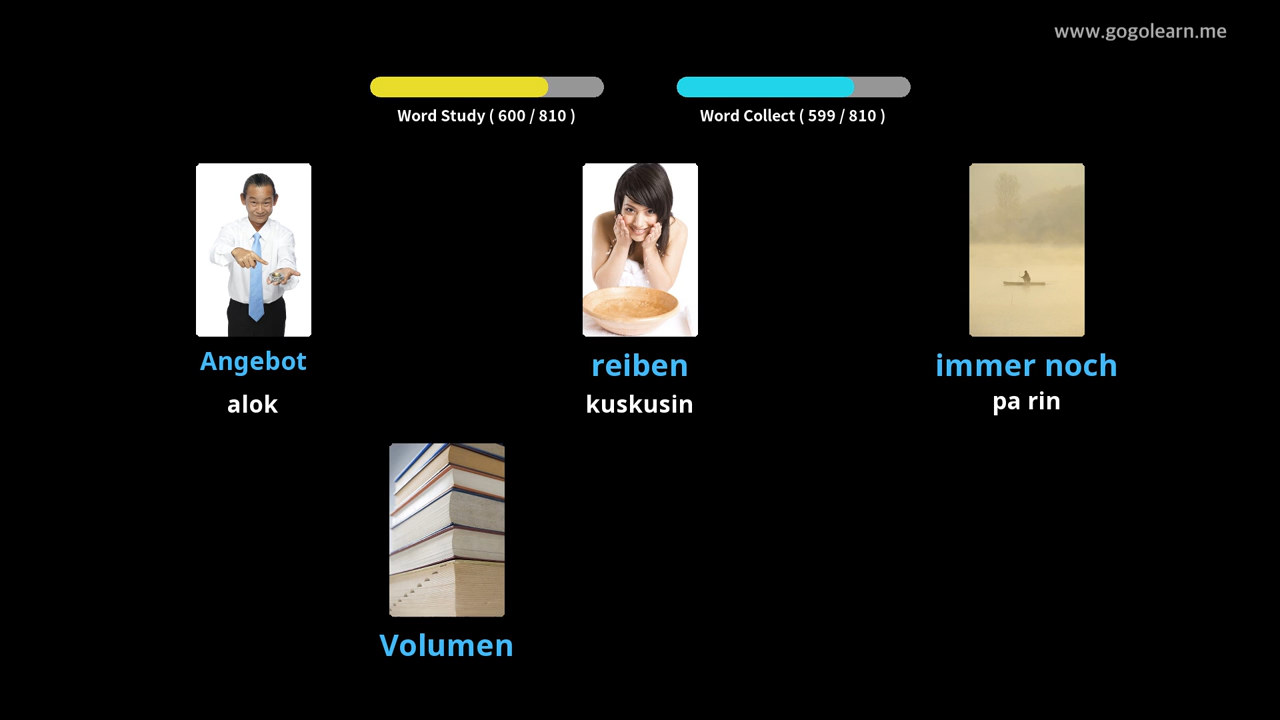 www.gogolearn.me
Word Study ( 600 / 810 )
Word Collect ( 599 / 810 )
Angebot
alok
reiben
kuskusin
immer noch
pa rin
Volumen